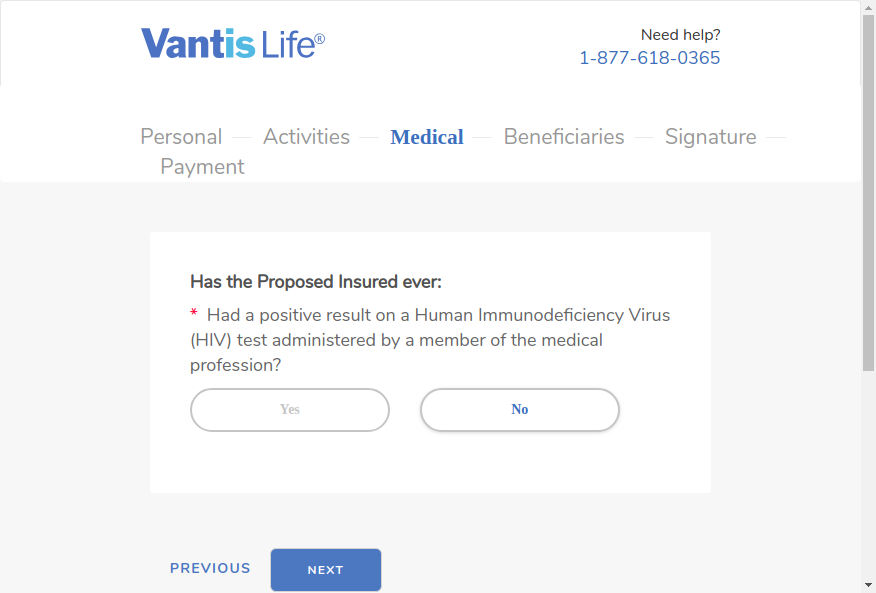 Vantis Life®
Need help?
1-877-618-0365
Personal Activities Medical Beneficiaries Signature
Payment
Has the Proposed Insured ever:
* Had a positive result on a Human Immunodeficiency Virus
(HIV) test administered by a member of the medical
profession?
Yes No
PREVIOUS NEXT